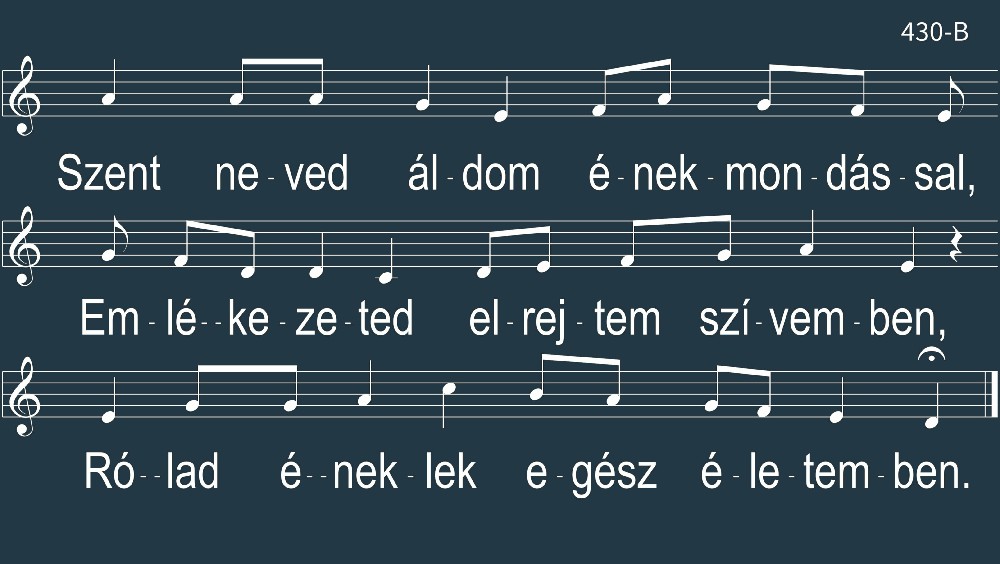 430-B
Szent ne - ved ál - dom é - nek - mon - dás - sal,
Em - lé - - ke - ze - ted el - rej - tem szí - vem - ben,
Ró - - lad é - - nek - lek e - gész é - le - tem - ben.